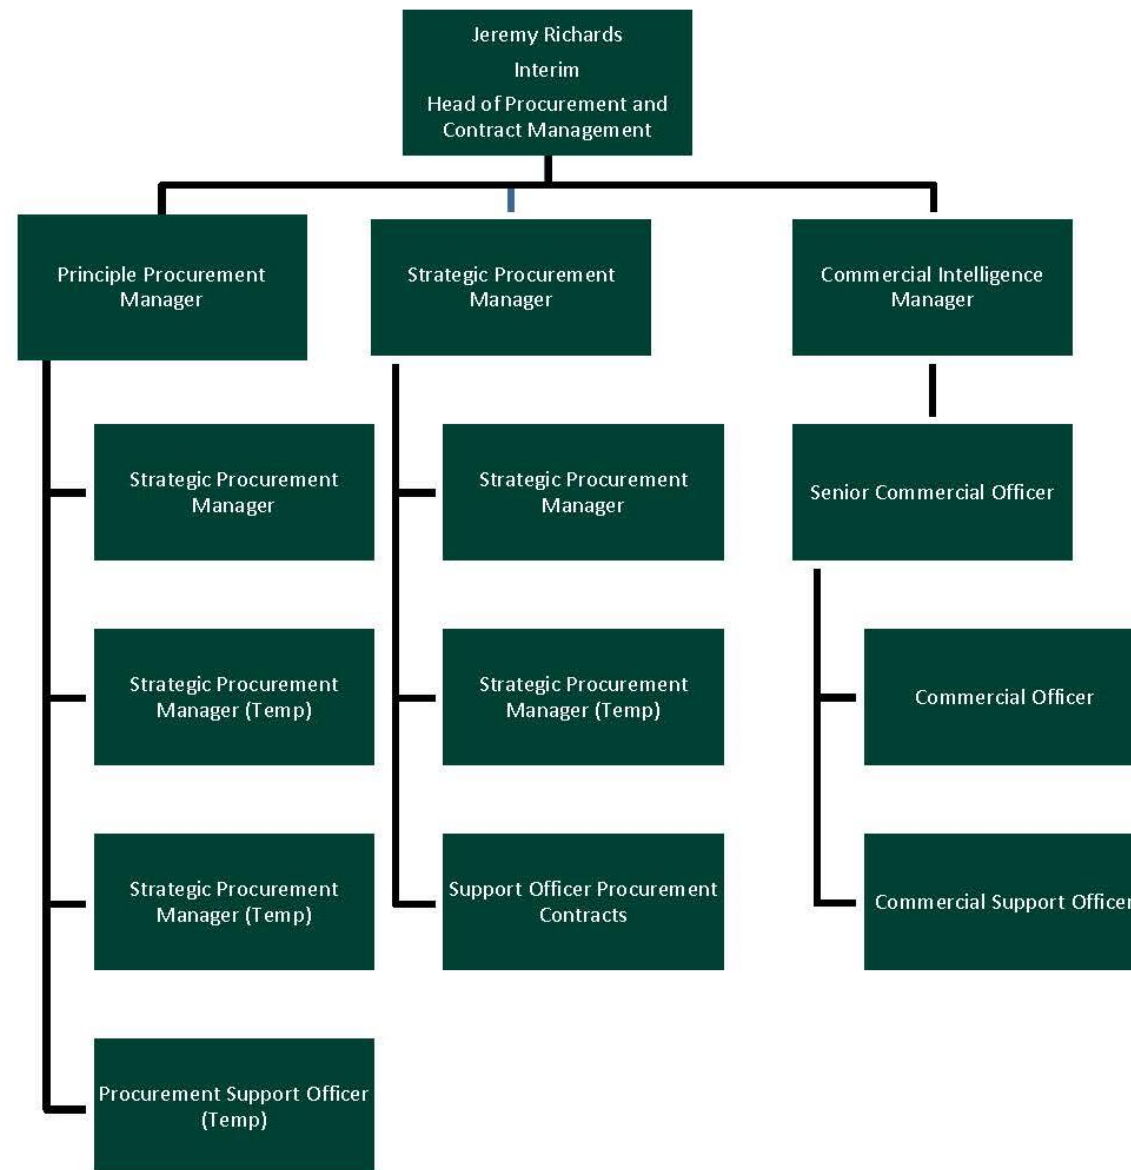 Jeremy Richards
Interim
Head of Procurement and
Contract Management
Principle Procurement
Manager
Strategic Procurement
Manager
Commercial Intelligence
Manager
Strategic Procurement
Manager
Strategic Procurement
Manager
Senior Commercial Officer
Strategic Procurement
Manager (Temp)
Strategic Procurement
Manager (Temp)
Commercial Officer
Strategic Procurement
Manager (Temp)
Support Officer Procurement
Contracts
Commercial Support Officer
Procurement Support Officer
(Temp)